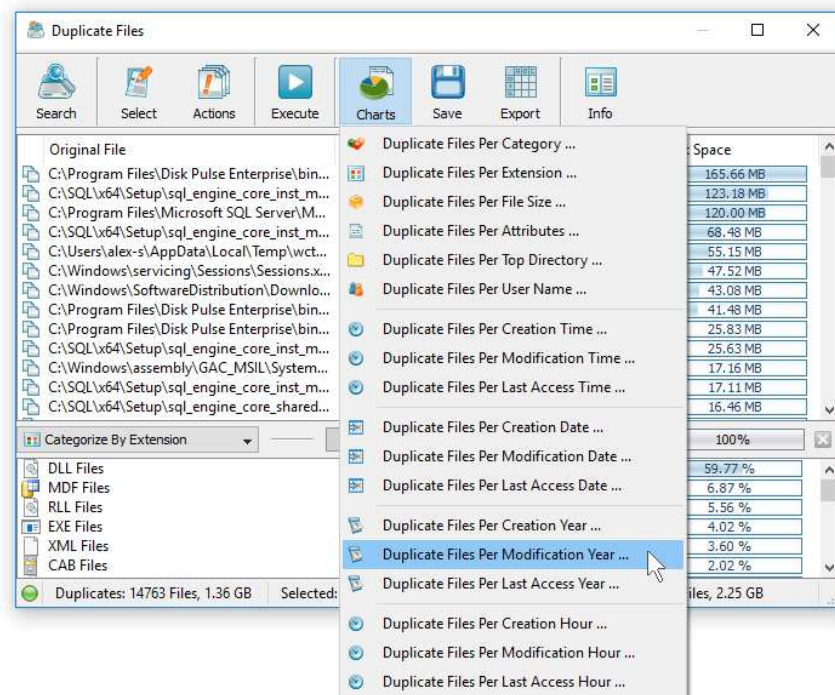 Duplicate Files
Search Select Actions Execute Charts Save Export Info
Original File
Space
C:\Program Files\Disk Pulse Enterprise\bin... 165.66 MB
C:\SQL\x64\Setup\sql_engine_core_inst_m... 123.18 MB
C:\Program Files\Microsoft SQL Server\M... 120.00 MB
C:\SQL\x64\Setup\sql_engine_core_inst_m... 68.48 MB
C:\Users\alex-s\AppData\Local\Temp\wct... 55.15 MB
C:\Windows\servicing\Sessions\Sessions.x... 47.52 MB
C:\Windows\SoftwareDistribution\Downlo... 43.08 MB
C:\Program Files\Disk Pulse Enterprise\bin... 41.48 MB
C:\Program Files\Disk Pulse Enterprise\bin... 25.83 MB
C:\SQL\x64\Setup\sql_engine_core_inst_m... 25.63 MB
C:\Windows\assembly\GAC_MSIL\System... 17.16 MB
C:\SQL\x64\Setup\sql_engine_core_inst_m... 17.11 MB
C:\SQL\x64\Setup\sql_engine_core_shared... 16.46 MB
Categorize By Extension 100%
DLL Files 59.77 %
MDF Files 6.87 %
RLL Files 5.56 %
EXE Files 4.02 %
XML Files 3.60 %
CAB Files 2.02 %
Duplicates: 14763 Files, 1.36 GB Selected: iles, 2.25 GB
Duplicate Files Per Category ...
Duplicate Files Per Extension ...
Duplicate Files Per File Size ...
Duplicate Files Per Attributes ...
Duplicate Files Per Top Directory ...
Duplicate Files Per User Name ...
Duplicate Files Per Creation Time ...
Duplicate Files Per Modification Time ...
Duplicate Files Per Last Access Time ...
Duplicate Files Per Creation Date ...
Duplicate Files Per Modification Date ...
Duplicate Files Per Last Access Date ...
Duplicate Files Per Creation Year ...
Duplicate Files Per Modification Year ...
Duplicate Files Per Last Access Year ...
Duplicate Files Per Creation Hour ...
Duplicate Files Per Modification Hour ...
Duplicate Files Per Last Access Hour ...